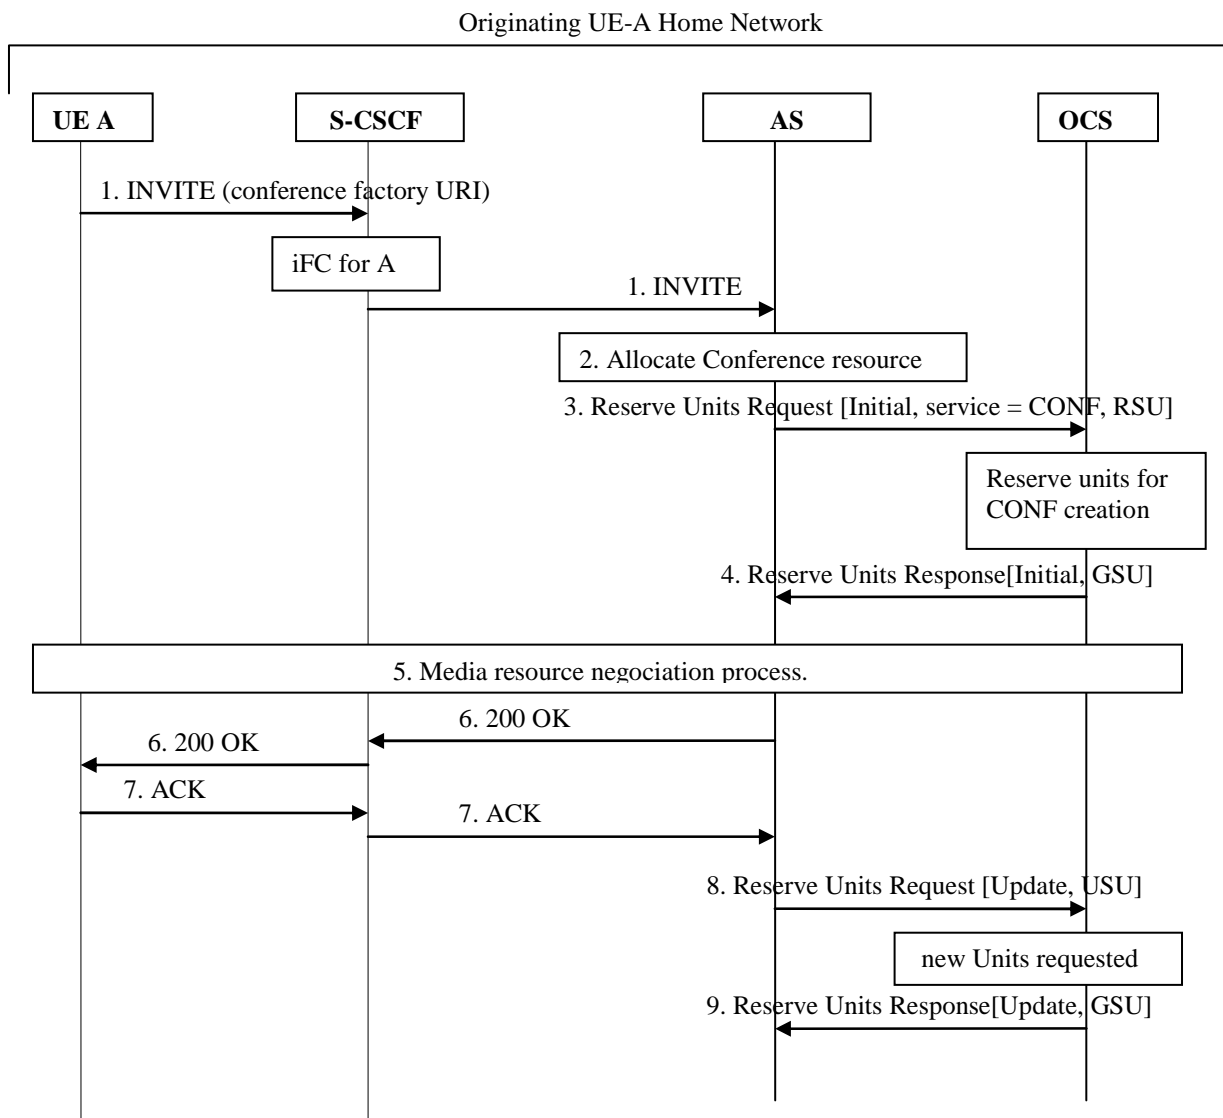 Originating UE-A Home Network
UE A
S-CSCF
AS
OCS
1. INVITE (conference factory URI)
iFC for A
1. INVITE
2. Allocate Conference resource
3. Reserve Units Request [Initial, service = CONF, RSU]
Reserve units for
CONF creation
4. Reserve Units Response[Initial, GSU]
5. Media resource negociation process.
6. 200 OK
6. 200 OK
7. ACK
7. ACK
8. Reserve Units Request [Update, USU]
new Units requested
9. Reserve Units Response[Update, GSU]